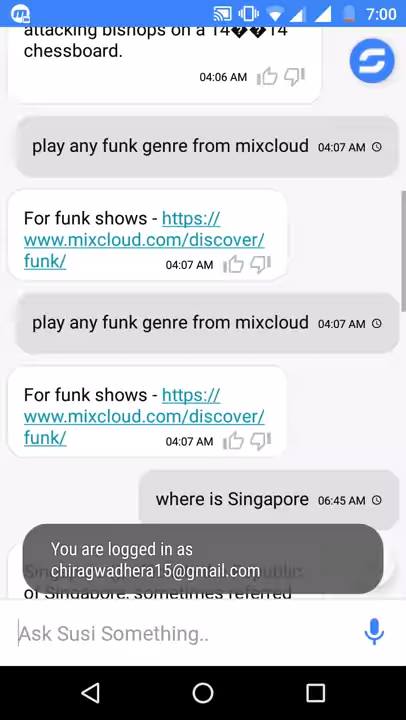 7:00
attacking bishops on a 14��14
chessboard.
04:06 AM
play any funk genre from mixcloud 04:07 AM
For funk shows - https://
www.mixcloud.com/discover/
funk/ 04:07 AM
play any funk genre from mixcloud 04:07 AM
For funk shows - https://
www.mixcloud.com/discover/
funk/ 04:07 AM
where is Singapore 06:45 AM
You are logged in as
chiragwadhera15@gmail.com
of Singapore, sometimes referred
Ask Susi Something..